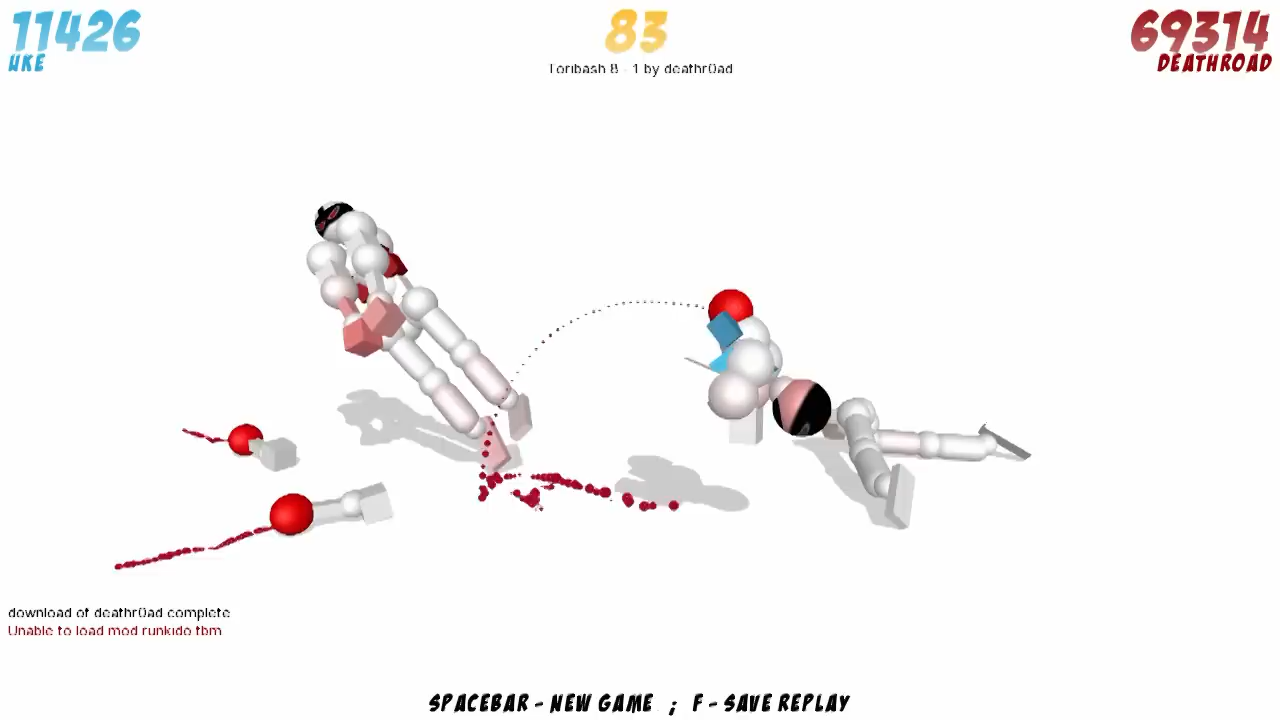 11426
UKE
83
Toribash 8 - 1 by deathr0ad
69314
DEATHROAD
download of deathr0ad complete
Unable to load mod runkido tbm
SPACEBAR - NEW GAME ; F - SAVE REPLAY